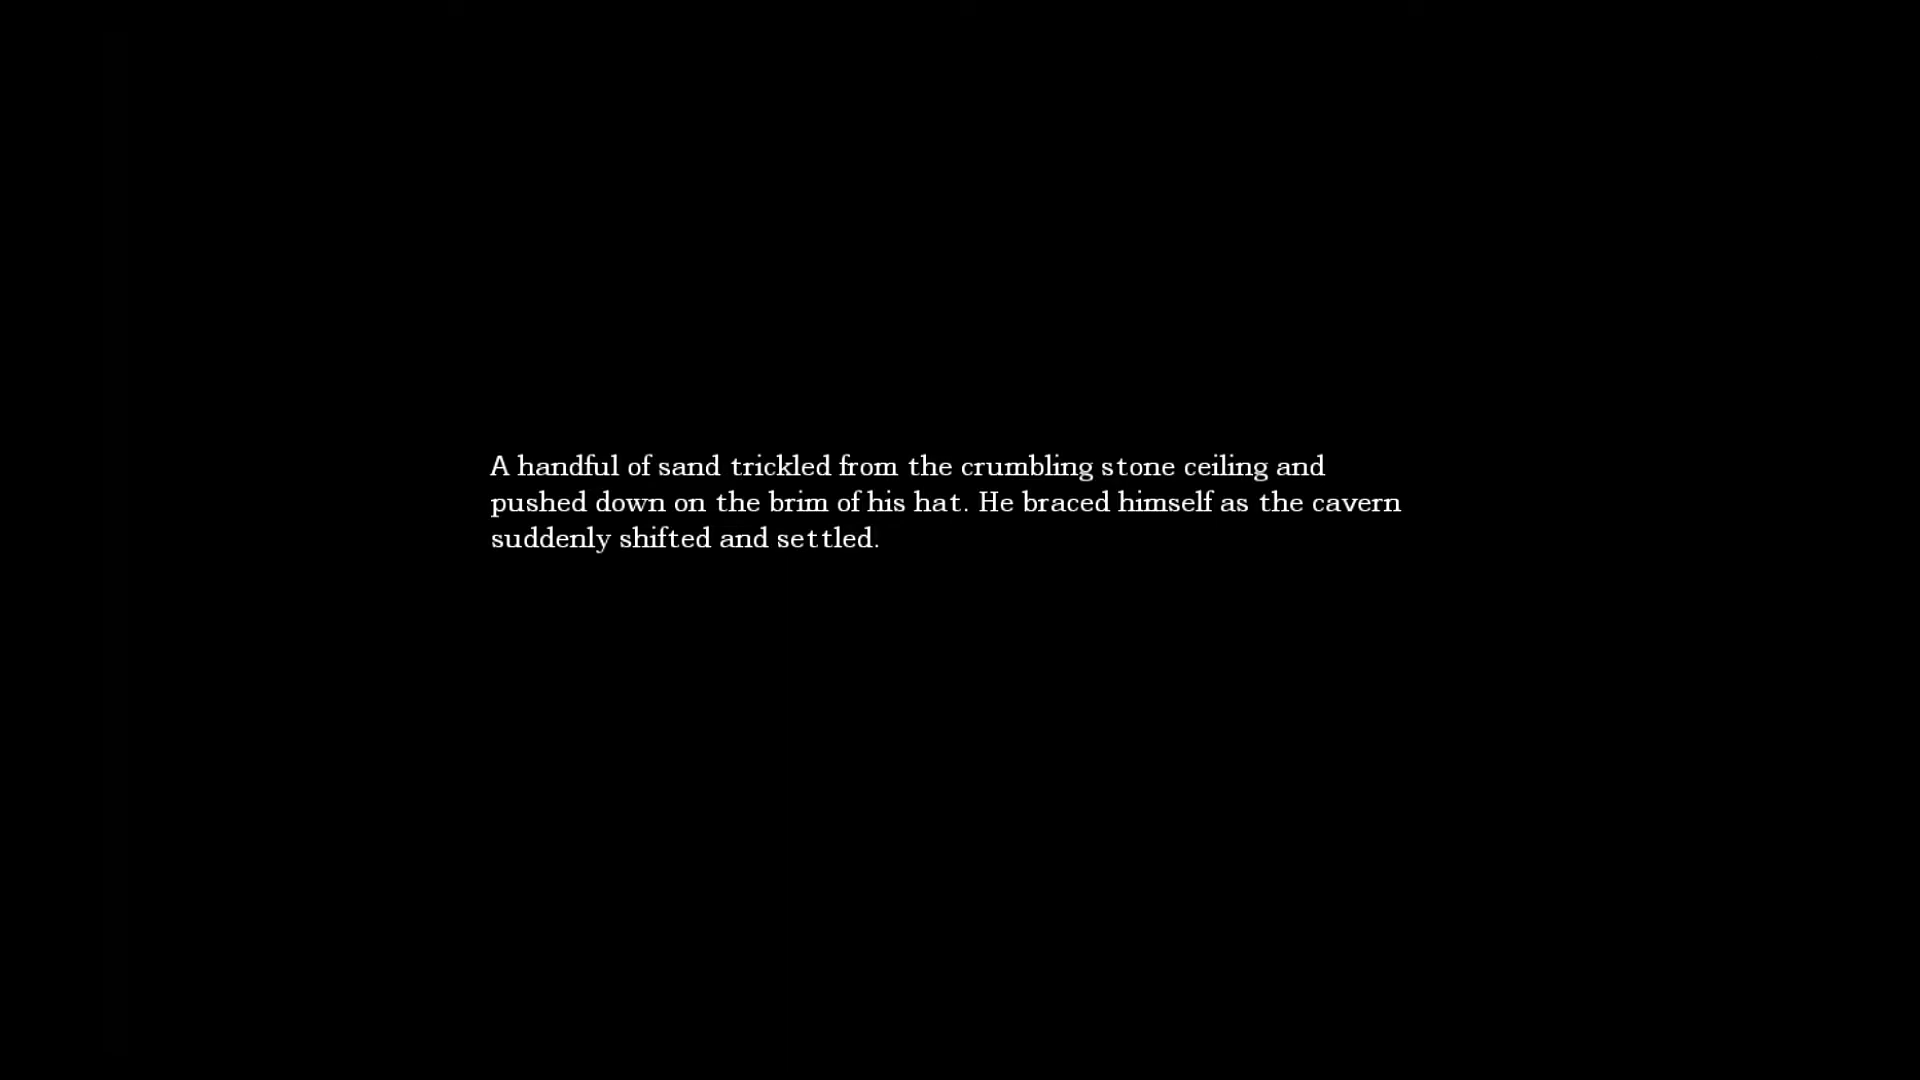 A handful of sand trickled from the crumbling stone ceiling and
pushed down on the brim of his hat. He braced himself as the cavern
suddenly shifted and settled.